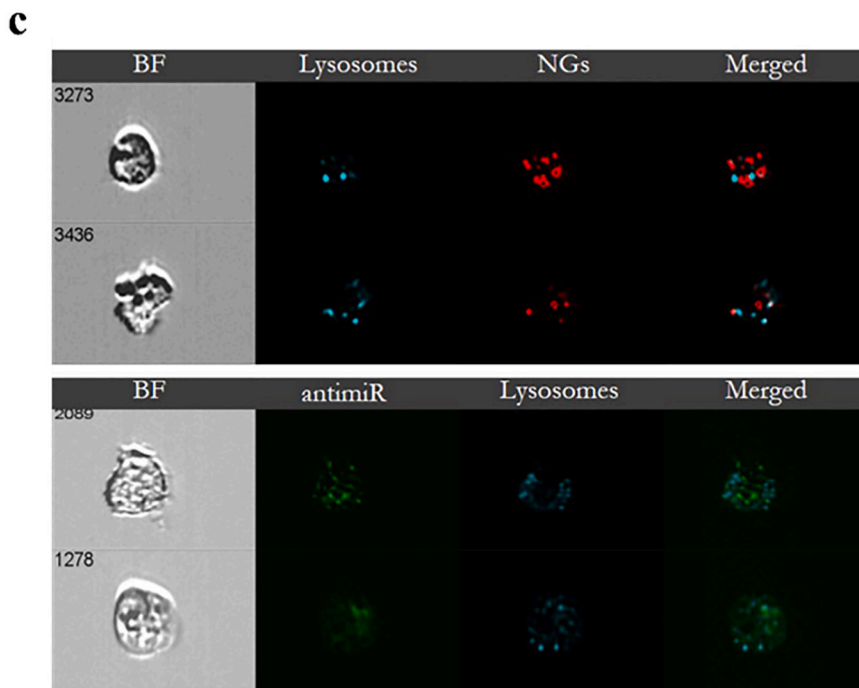 c
BF Lysosomes NGs Merged
3273
3436
BF antimiR Lysosomes Merged
2089
1278